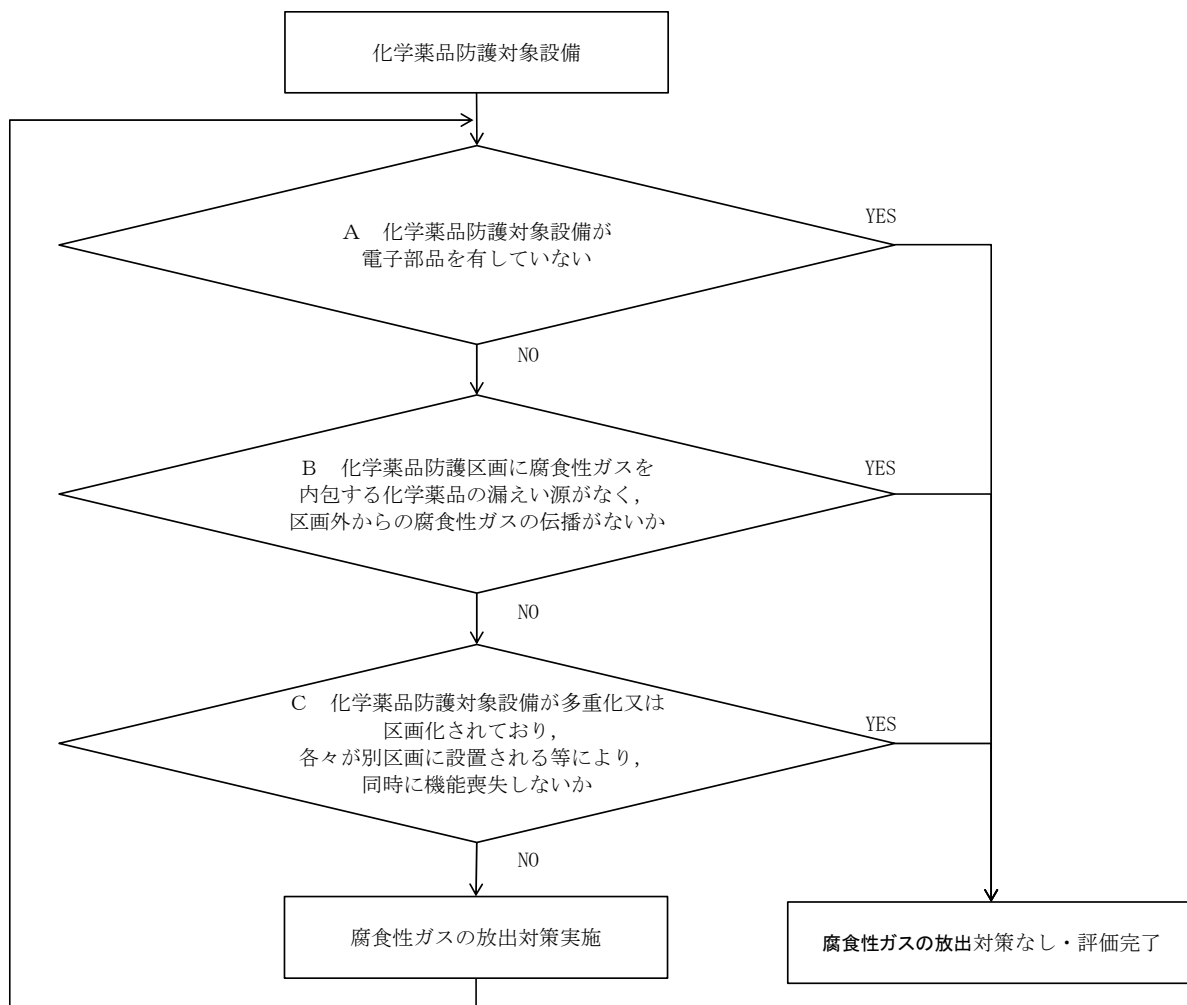 化学薬品防護対象設備
A　化学薬品防護対象設備が
電子部品を有していない
YES
NO
B　化学薬品防護区画に腐食性ガスを
内包する化学薬品の漏えい源がなく，
区画外からの腐食性ガスの伝播がないか
YES
NO
C　化学薬品防護対象設備が多重化又は
区画化されており，
各々が別区画に設置される等により，
同時に機能喪失しないか
YES
NO
腐食性ガスの放出対策実施
腐食性ガスの放出対策なし・評価完了